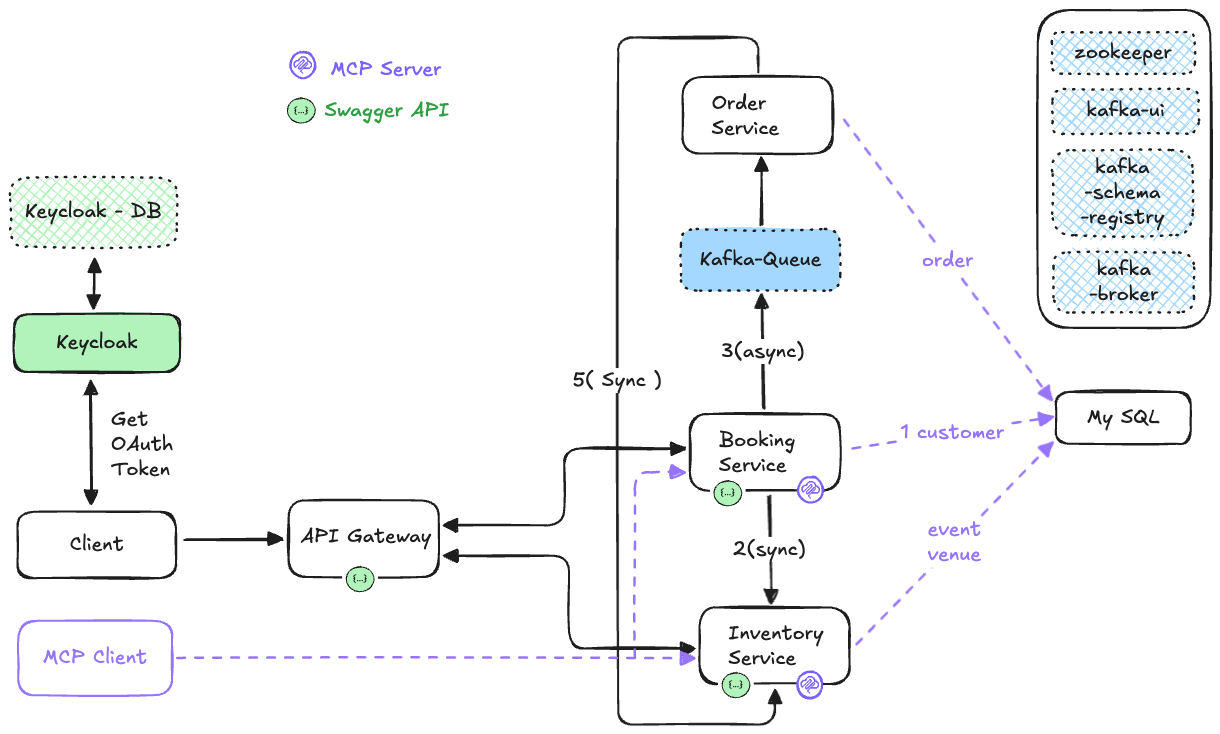 MCP Server
{...} Swagger API
Keycloak - DB
Keycloak
Get
OAuth
Token
Client
API Gateway
{...}
MCP Client
Order
Service
Kafka-Queue
3(async)
5( Sync )
Booking
Service
{...}
2(sync)
Inventory
Service
{...}
order
1 customer
event
venue
My SQL
zookeeper
kafka-ui
kafka
-schema
-registry
kafka
-broker